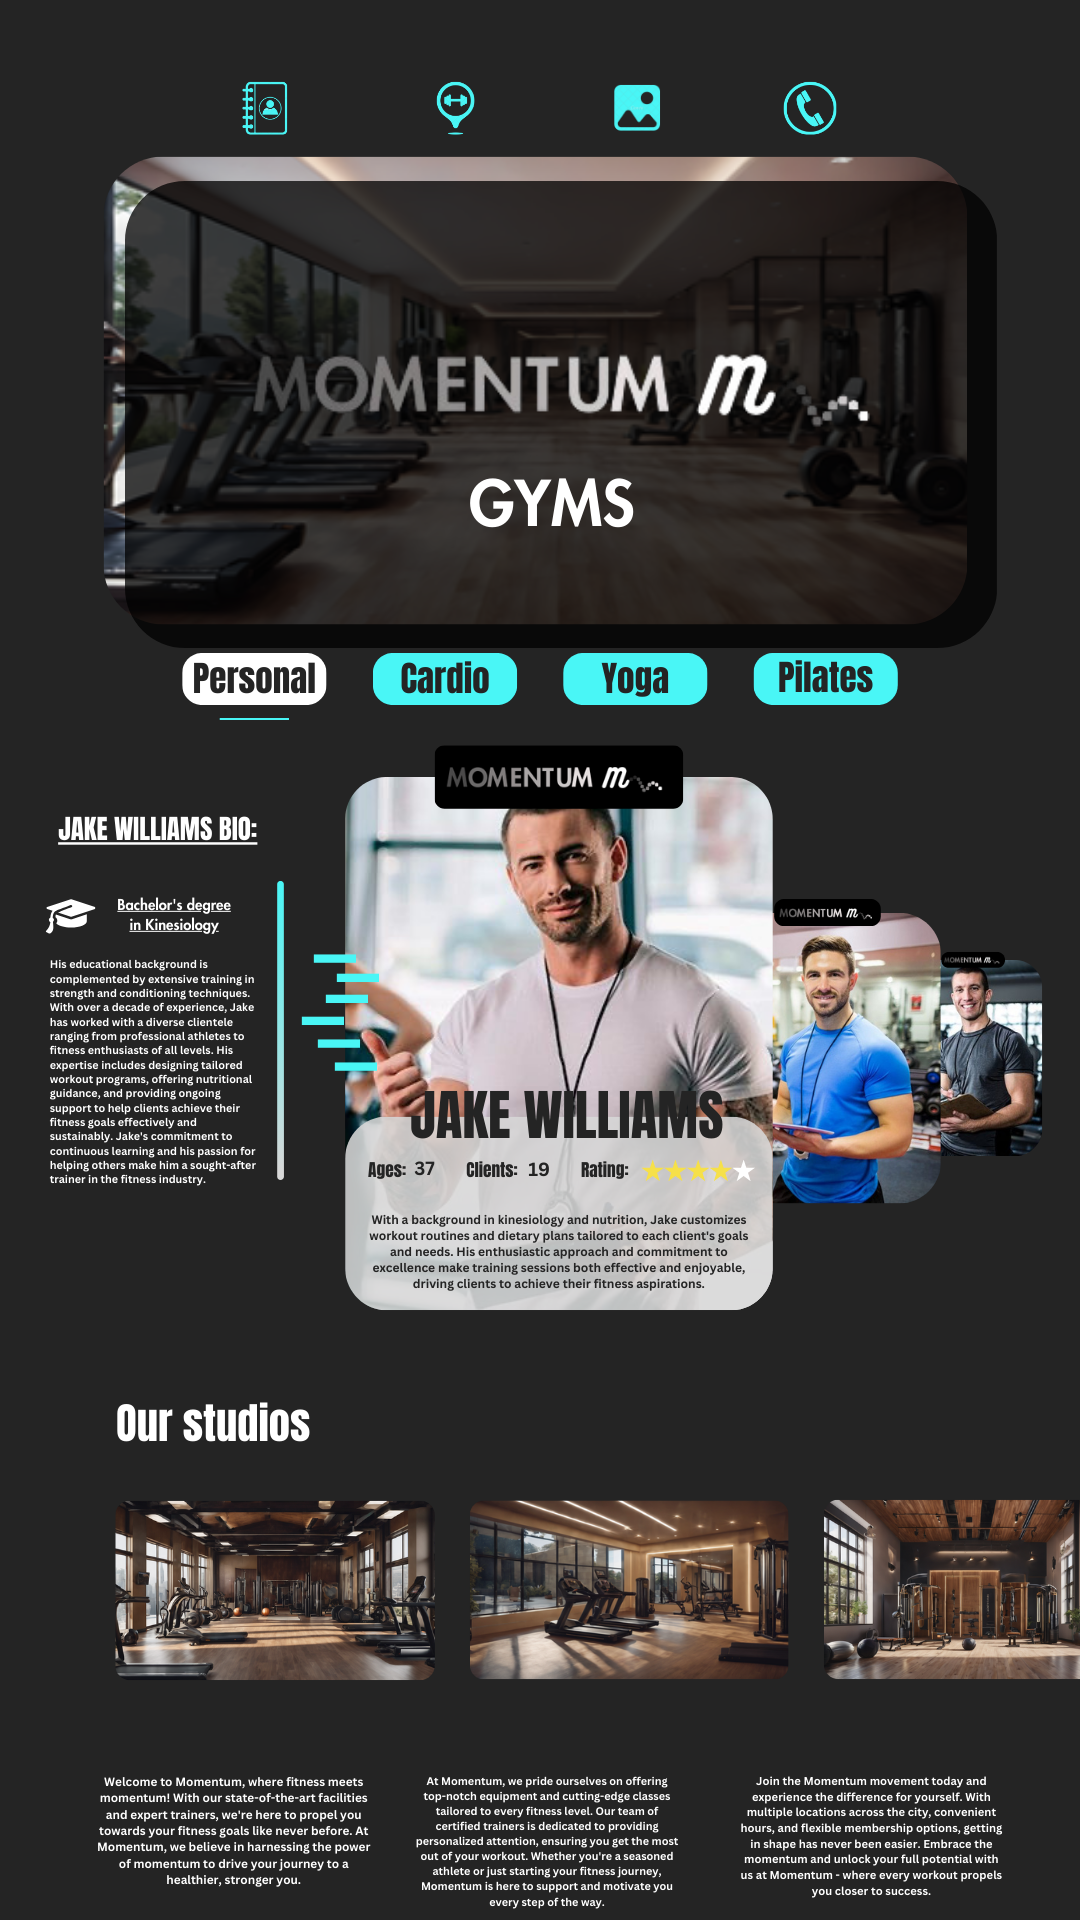 MOMENTUM m
GYMS
Personal
Cardio
Yoga
Pilates
MOMENTUM m
JAKE WILLIAMS BIO:
Bachelor's degree
in Kinesiology
His educational background is
complemented by extensive training in
strength and conditioning techniques.
With over a decade of experience, Jake
has worked with a diverse clientele
ranging from professional athletes to
fitness enthusiasts of all levels. His
expertise includes designing tailored
workout programs, offering nutritional
guidance, and providing ongoing
support to help clients achieve their
fitness goals effectively and
sustainably. Jake's commitment to
continuous learning and his passion for
helping others make him a sought-after
trainer in the fitness industry.
JAKE WILLIAMS
Ages: 37 Clients: 19 Rating:
With a background in kinesiology and nutrition, Jake customizes
workout routines and dietary plans tailored to each client's goals
and needs. His enthusiastic approach and commitment to
excellence make training sessions both effective and enjoyable,
driving clients to achieve their fitness aspirations.
MOMENTUM m
MOMENTUM m
Our studios
Welcome to Momentum, where fitness meets
momentum! With our state-of-the-art facilities
and expert trainers, we're here to propel you
towards your fitness goals like never before. At
Momentum, we believe in harnessing the power
of momentum to drive your journey to a
healthier, stronger you.
At Momentum, we pride ourselves on offering
top-notch equipment and cutting-edge classes
tailored to every fitness level. Our team of
certified trainers is dedicated to providing
personalized attention, ensuring you get the most
out of your workout. Whether you're a seasoned
athlete or just starting your fitness journey,
Momentum is here to support and motivate you
every step of the way.
Join the Momentum movement today and
experience the difference for yourself. With
multiple locations across the city, convenient
hours, and flexible membership options, getting
in shape has never been easier. Embrace the
momentum and unlock your full potential with
us at Momentum - where every workout propels
you closer to success.